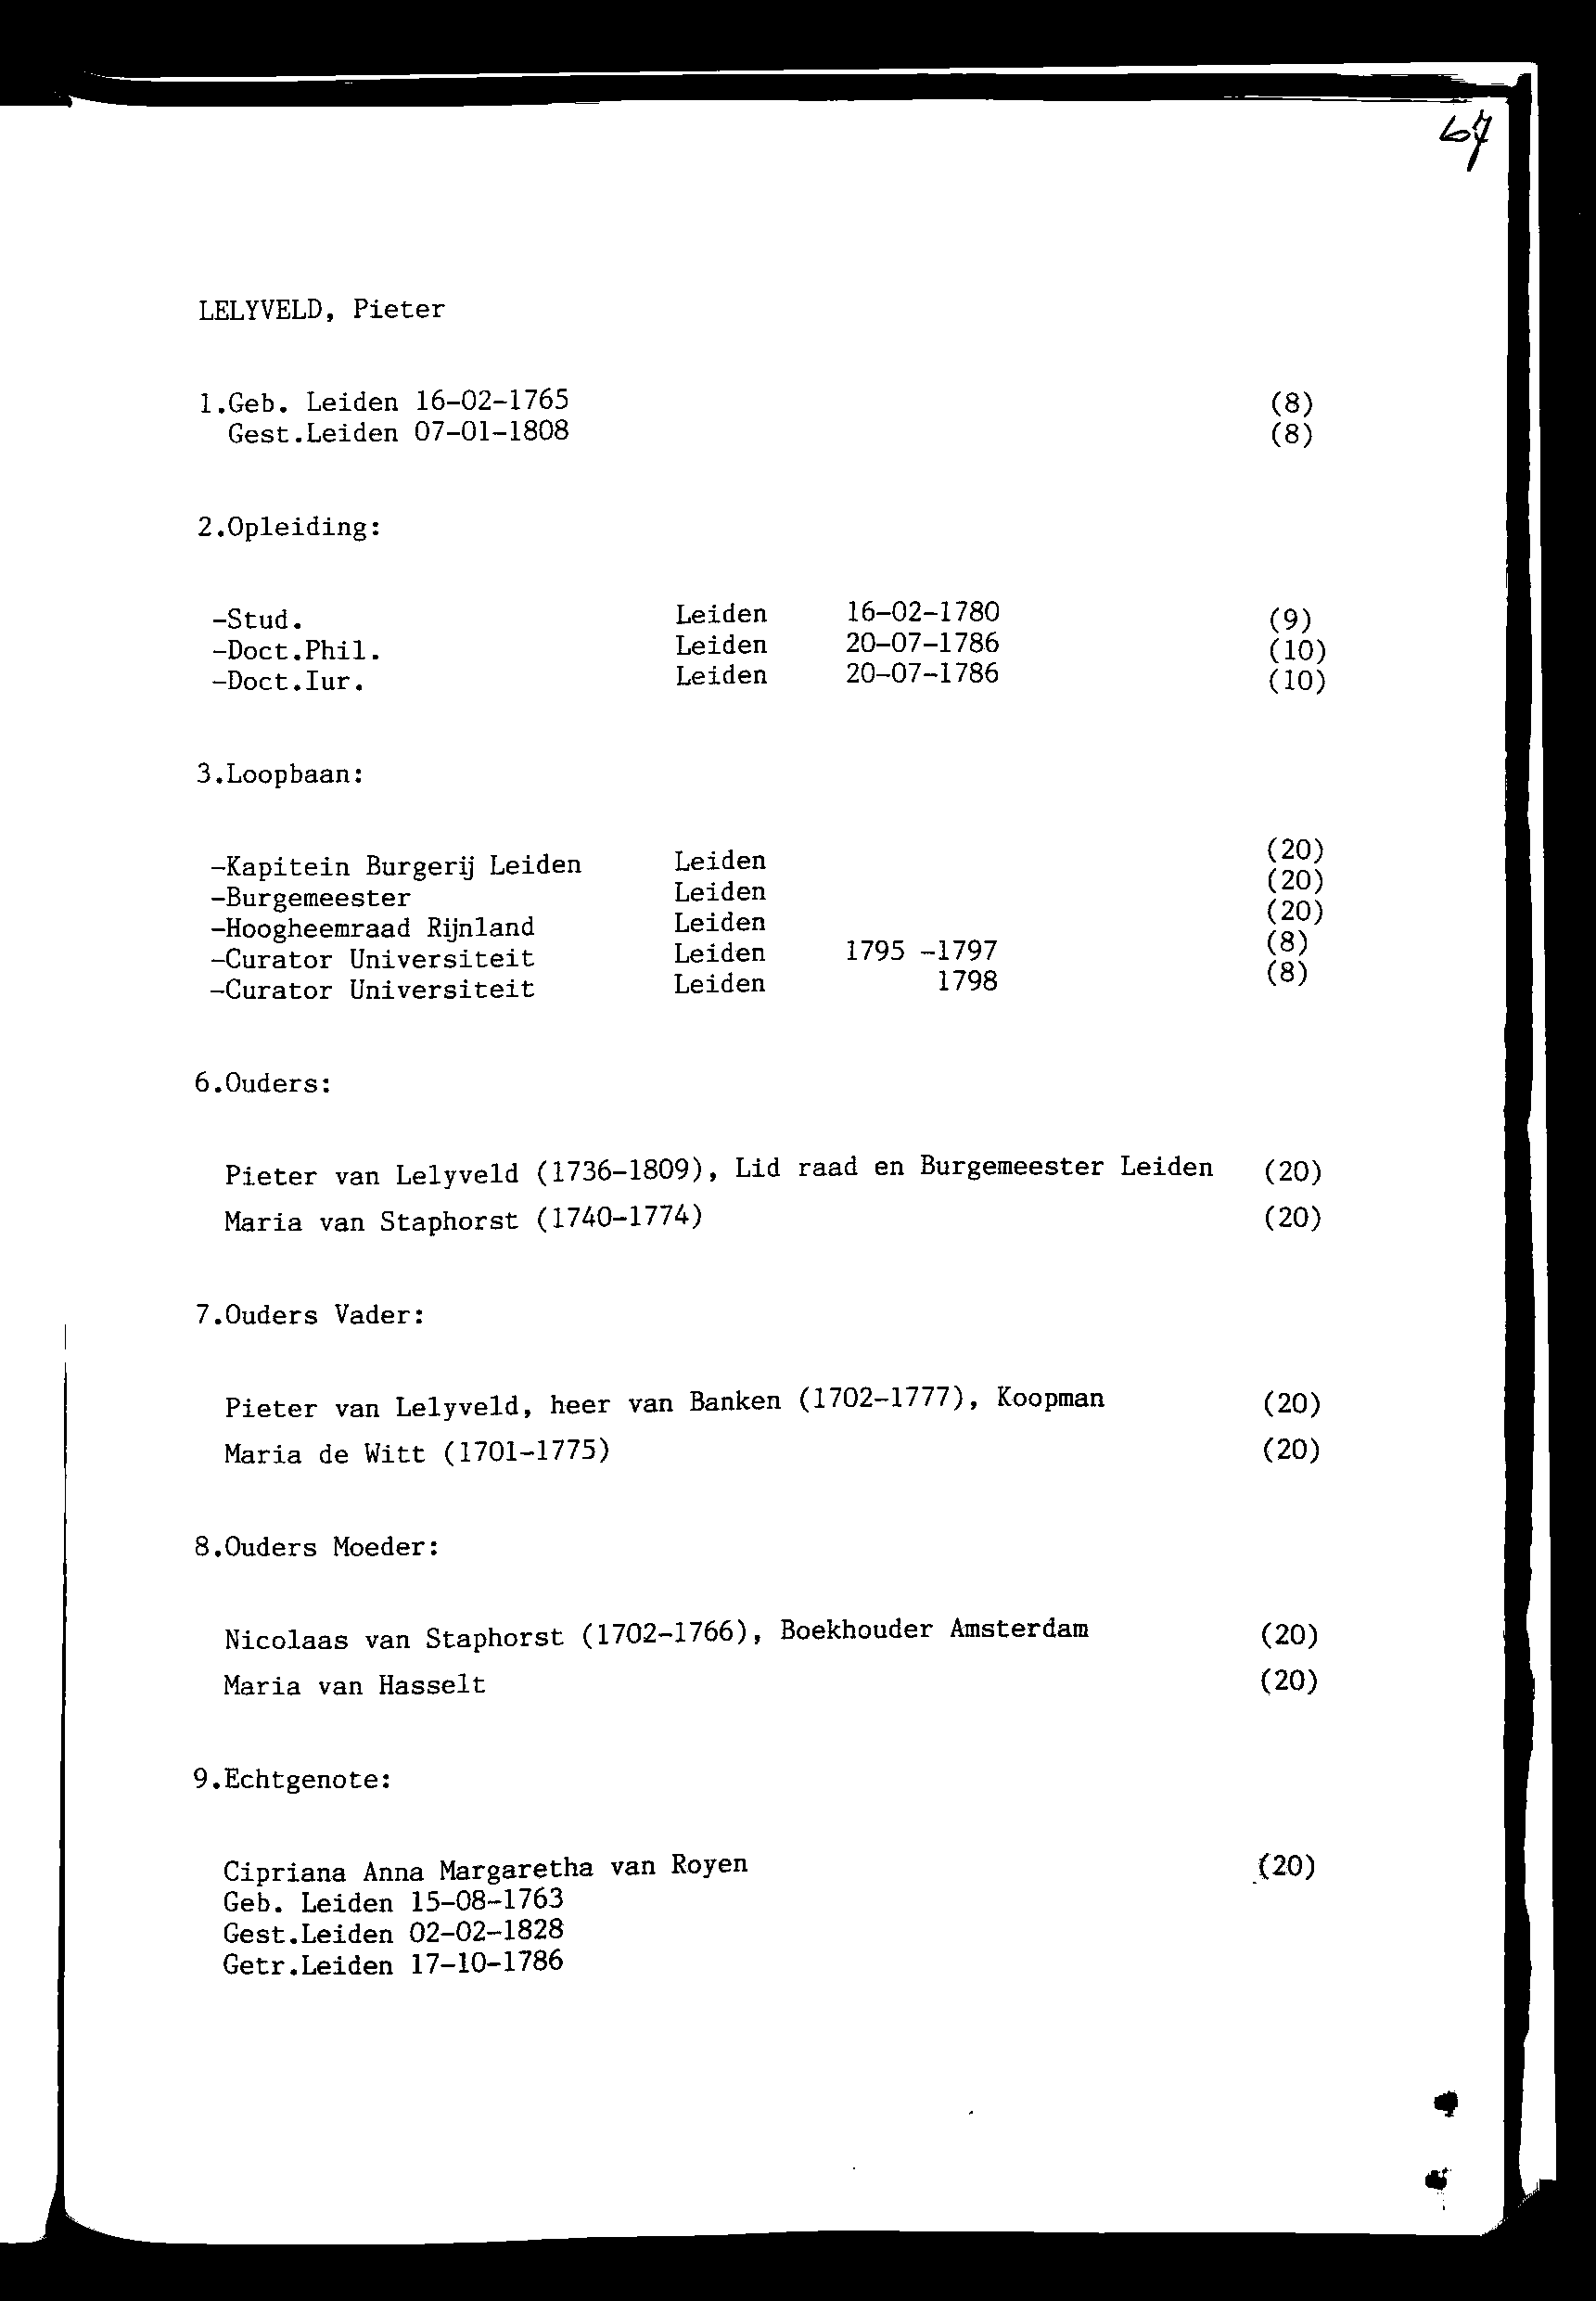 67
LELYVELD, Pieter
1.Geb. Leiden 16-02-1765 (8)
Gest.Leiden 07-01-1808 (8)
2.Opleiding:
-Stud. Leiden 16-02-1780 (9)
-Doct.Phil. Leiden 20-07-1786 (10)
-Doct.Iur. Leiden 20-07-1786 (10)
3.Loopbaan:
-Kapitein Burgerij Leiden Leiden (20)
-Burgemeester Leiden (20)
-Hoogheemraad Rijnland Leiden (20)
-Curator Universiteit Leiden 1795 -1797 (8)
-Curator Universiteit Leiden 1798 (8)
6.Ouders:
Pieter van Lelyveld (1736-1809), Lid raad en Burgemeester Leiden (20)
Maria van Staphorst (1740-1774) (20)
7.Ouders Vader:
Pieter van Lelyveld, heer van Banken (1702-1777), Koopman (20)
Maria de Witt (1701-1775) (20)
8.Ouders Moeder:
Nicolaas van Staphorst (1702-1766), Boekhouder Amsterdam (20)
Maria van Hasselt (20)
9.Echtgenote:
Cipriana Anna Margaretha van Royen (20)
Geb. Leiden 15-08-1763
Gest.Leiden 02-02-1828
Getr.Leiden 17-10-1786